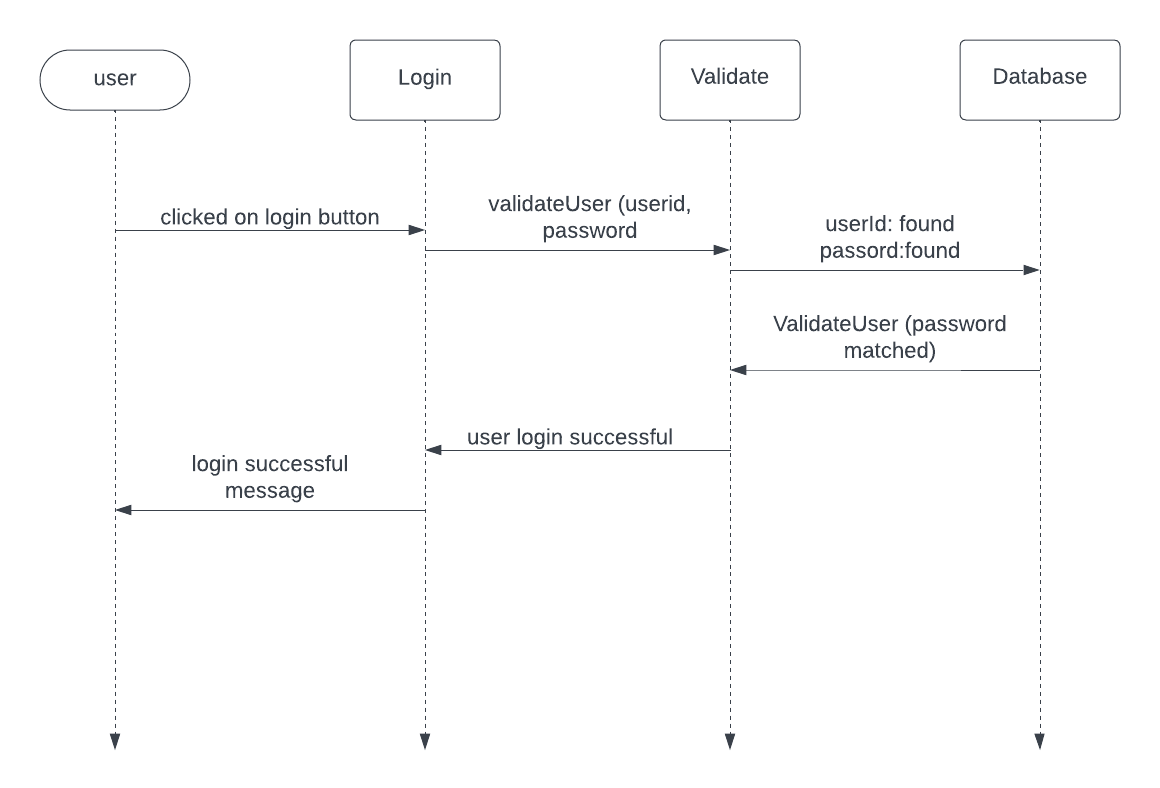 user
Login
Validate
Database
clicked on login button
validateUser (userid,
password
userId: found
passord:found
ValidateUser (password
matched)
user login successful
login successful
message